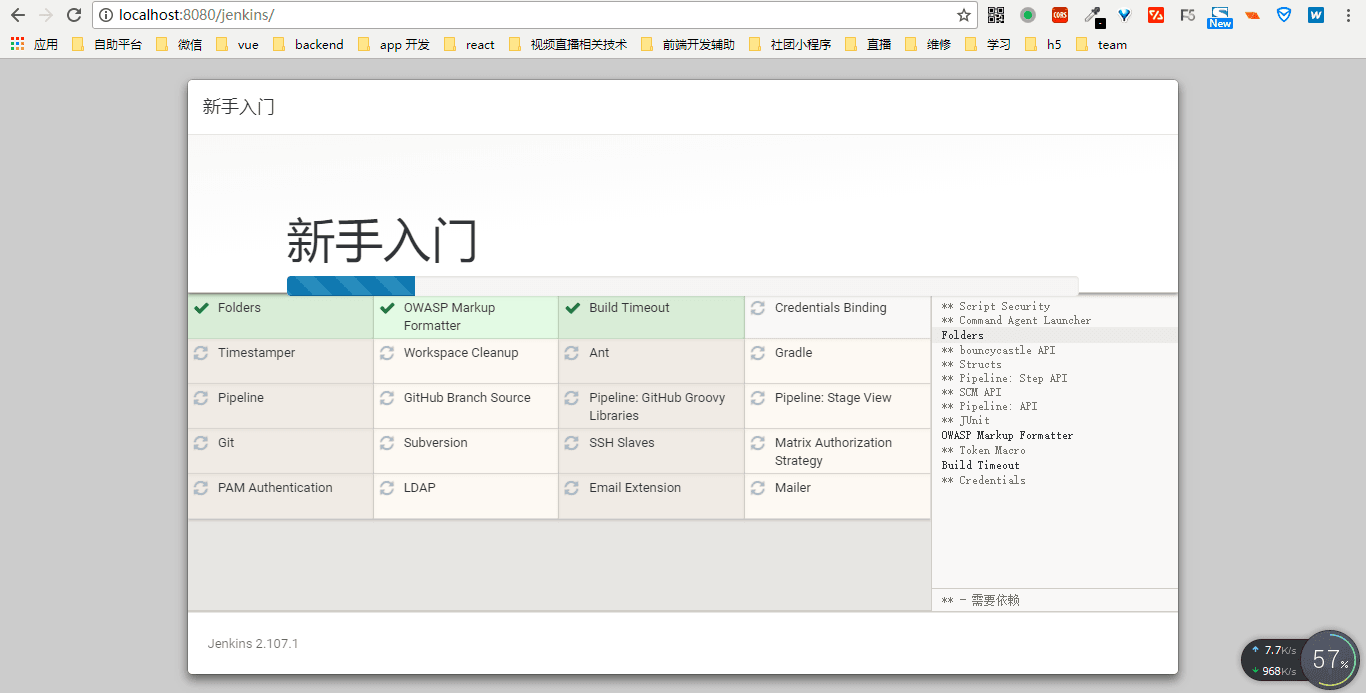 localhost:8080/jenkins/
New
CORS
F5
W
应用 自助平台 微信 vue backend app 开发 react 视频直播相关技术 前端开发辅助 社团小程序 直播 维修 学习 h5 team
新手入门
新手入门
Folders
OWASP Markup
Formatter
Build Timeout
Credentials Binding
Timestamper
Workspace Cleanup
Ant
Gradle
Pipeline
GitHub Branch Source
Pipeline: GitHub Groovy
Libraries
Pipeline: Stage View
Git
Subversion
SSH Slaves
Matrix Authorization
Strategy
PAM Authentication
LDAP
Email Extension
Mailer
** Script Security
** Command Agent Launcher
Folders
** bouncycastle API
** Structs
** Pipeline: Step API
** SCM API
** Pipeline: API
** JUnit
OWASP Markup Formatter
** Token Macro
Build Timeout
** Credentials
** - 需要依赖
Jenkins 2.107.1
7.7K/s
968K/s
57%